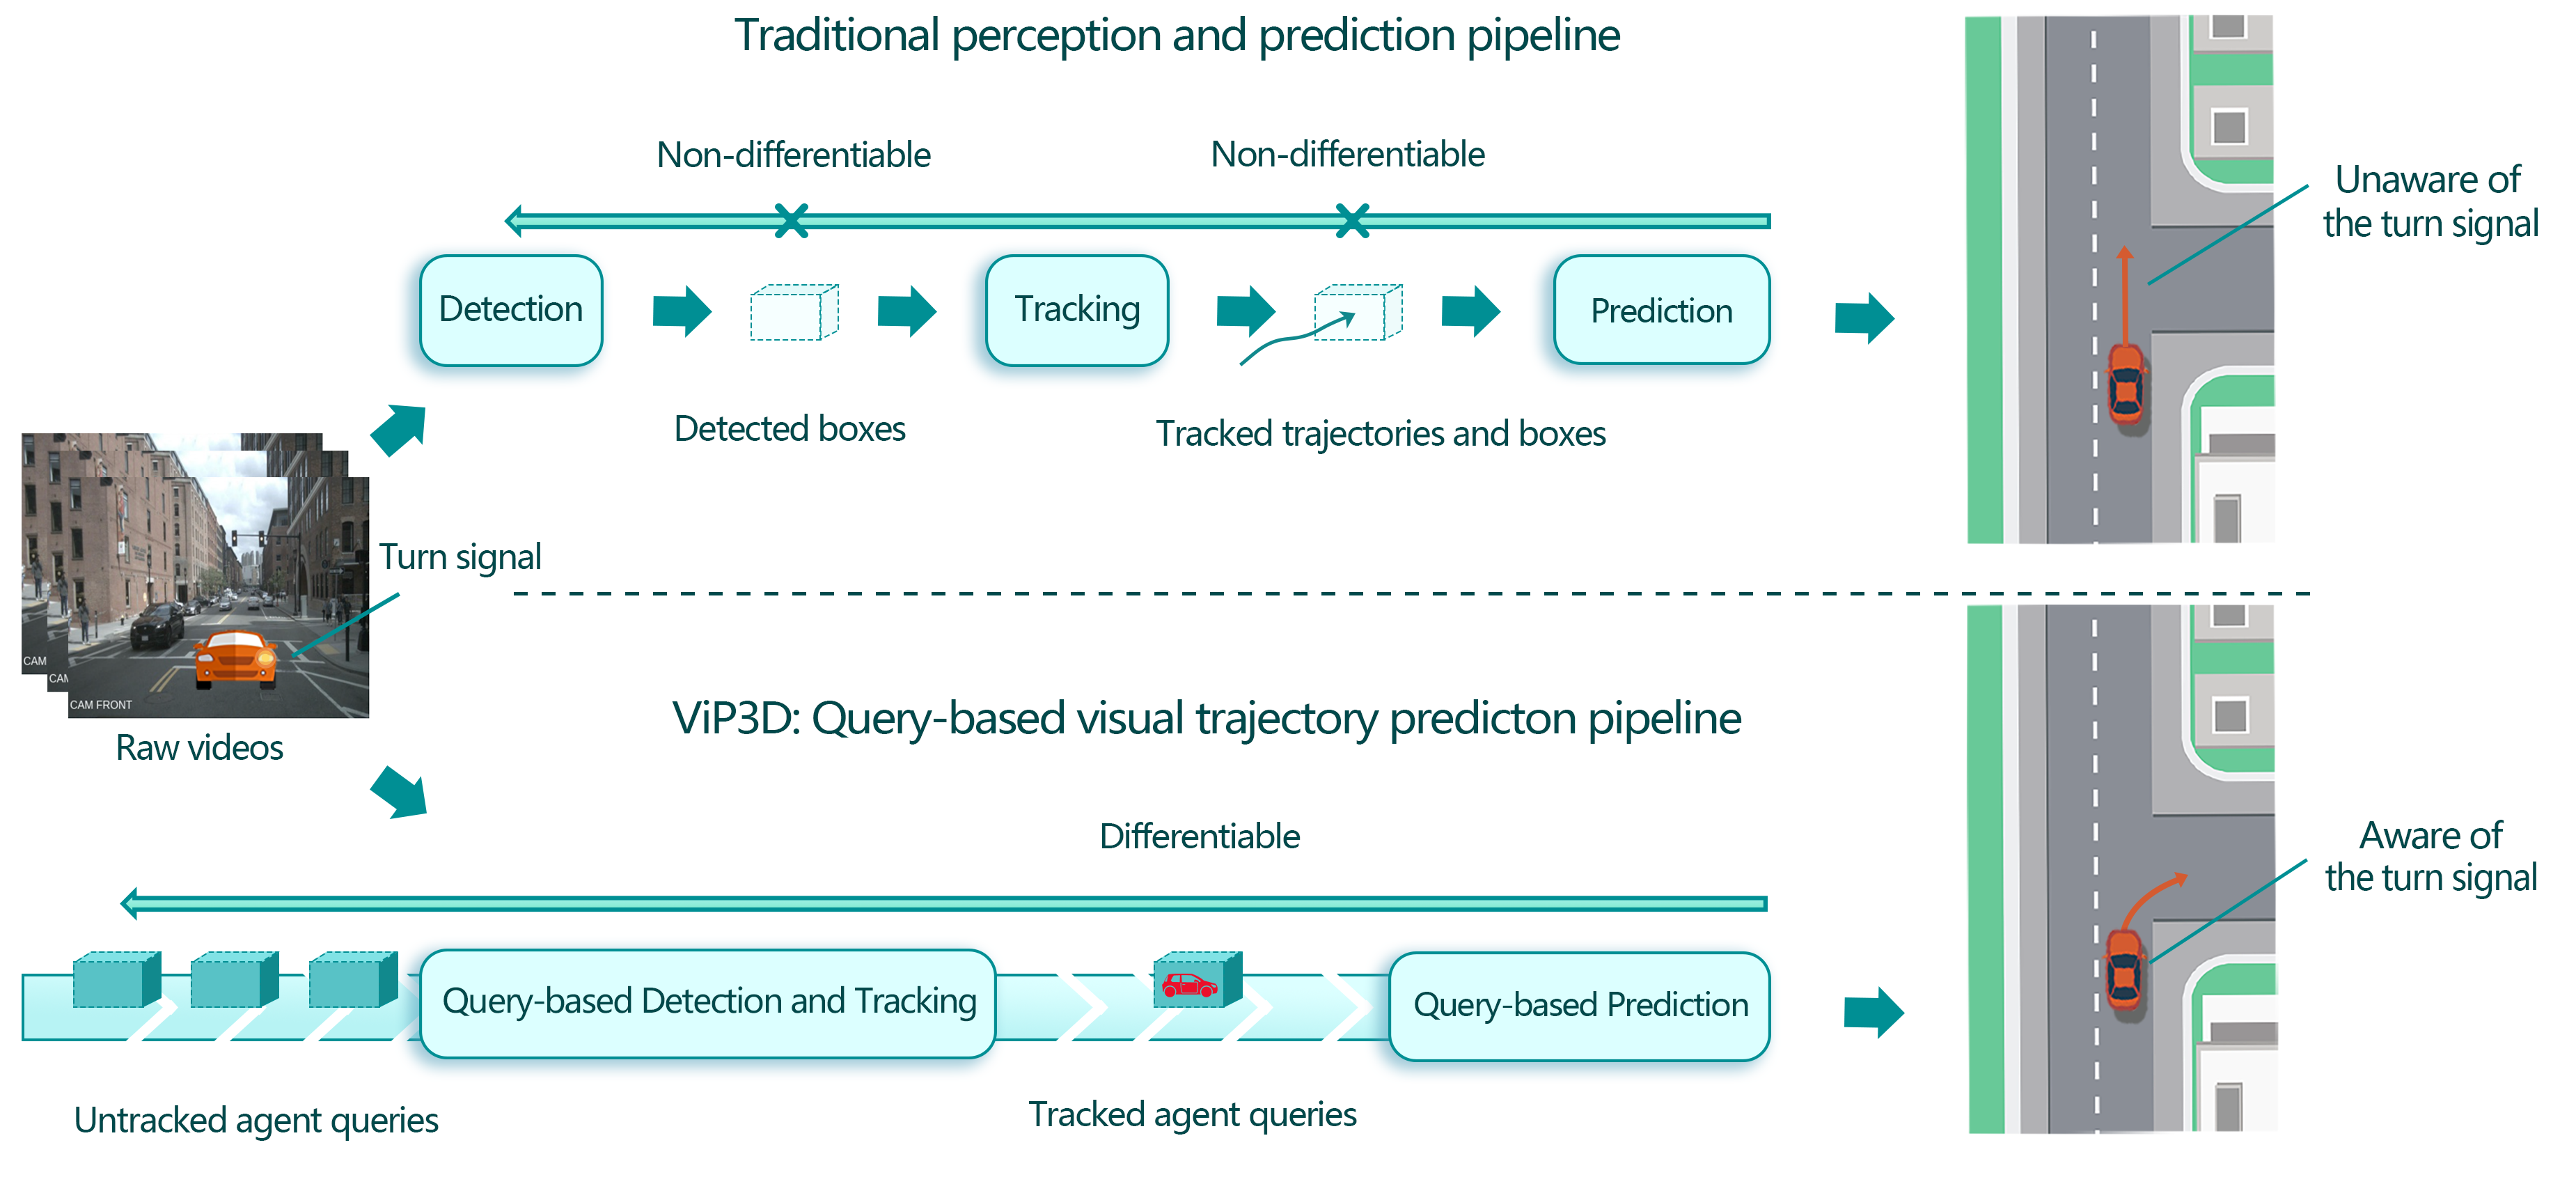 Traditional perception and prediction pipeline
Non-differentiable
Non-differentiable
Unaware of
the turn signal
Detection
Tracking
Prediction
Detected boxes
Tracked trajectories and boxes
Turn signal
CAM
CAM
CAM FRONT
Raw videos
ViP3D: Query-based visual trajectory predicton pipeline
Differentiable
Aware of
the turn signal
Query-based Detection and Tracking
Query-based Prediction
Untracked agent queries
Tracked agent queries